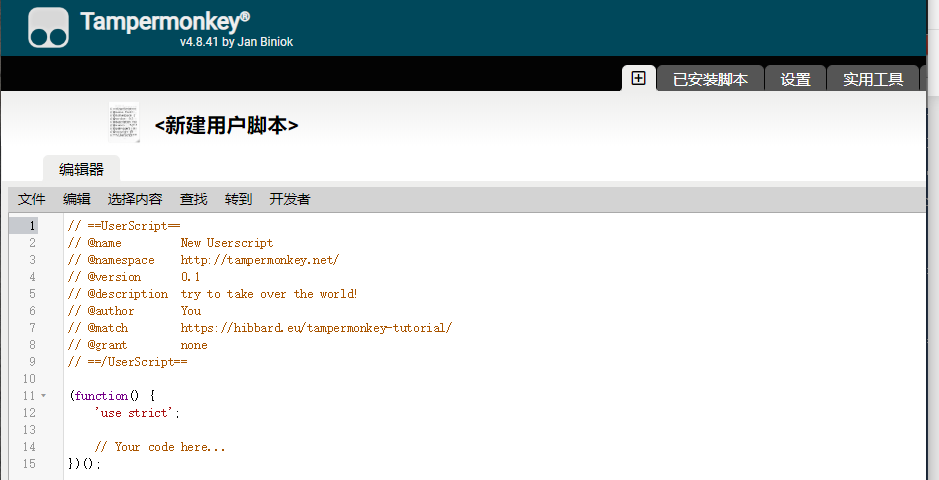 Tampermonkey®
v4.8.41 by Jan Biniok
已安装脚本 设置 实用工具
<新建用户脚本>
编辑器
文件 编辑 选择内容 查找 转到 开发者
1 // ==UserScript==
2 // @name New Userscript
3 // @namespace http://tampermonkey.net/
4 // @version 0.1
5 // @description try to take over the world!
6 // @author You
7 // @match https://hibbard.eu/tampermonkey-tutorial/
8 // @grant none
9 // ==/UserScript==
10
11 (function() {
12 'use strict';
13
14 // Your code here...
15 })();